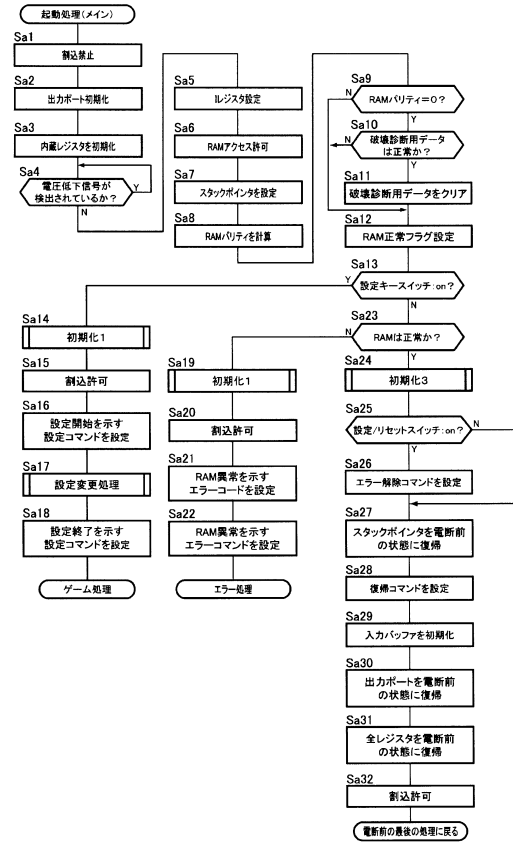 起動処理(メイン)
Sa1
割込禁止
Sa2
出力ポート初期化
Sa3
内蔵レジスタを初期化
Sa4
電圧低下信号が
検出されているか?
Y
N
Sa5
Iレジスタ設定
Sa6
RAMアクセス許可
Sa7
スタックポインタを設定
Sa8
RAMパリティを計算
Sa9
RAMパリティ=0?
N
Y
Sa10
破壊診断用データ
は正常か?
N
Y
Sa11
破壊診断用データをクリア
Sa12
RAM正常フラグ設定
Sa13
設定キースイッチ:on?
Y
N
Sa14
初期化1
Sa15
割込許可
Sa16
設定開始を示す
設定コマンドを設定
Sa17
設定変更処理
Sa18
設定終了を示す
設定コマンドを設定
ゲーム処理
Sa23
RAMは正常か?
N
Y
Sa19
初期化1
Sa20
割込許可
Sa21
RAM異常を示す
エラーコードを設定
Sa22
RAM異常を示す
エラーコマンドを設定
エラー処理
Sa24
初期化3
Sa25
設定/リセットスイッチ:on?
N
Y
Sa26
エラー解除コマンドを設定
Sa27
スタックポインタを電断前
の状態に復帰
Sa28
復帰コマンドを設定
Sa29
入力バッファを初期化
Sa30
出力ポートを電断前
の状態に復帰
Sa31
全レジスタを電断前
の状態に復帰
Sa32
割込許可
電断前の最後の処理に戻る